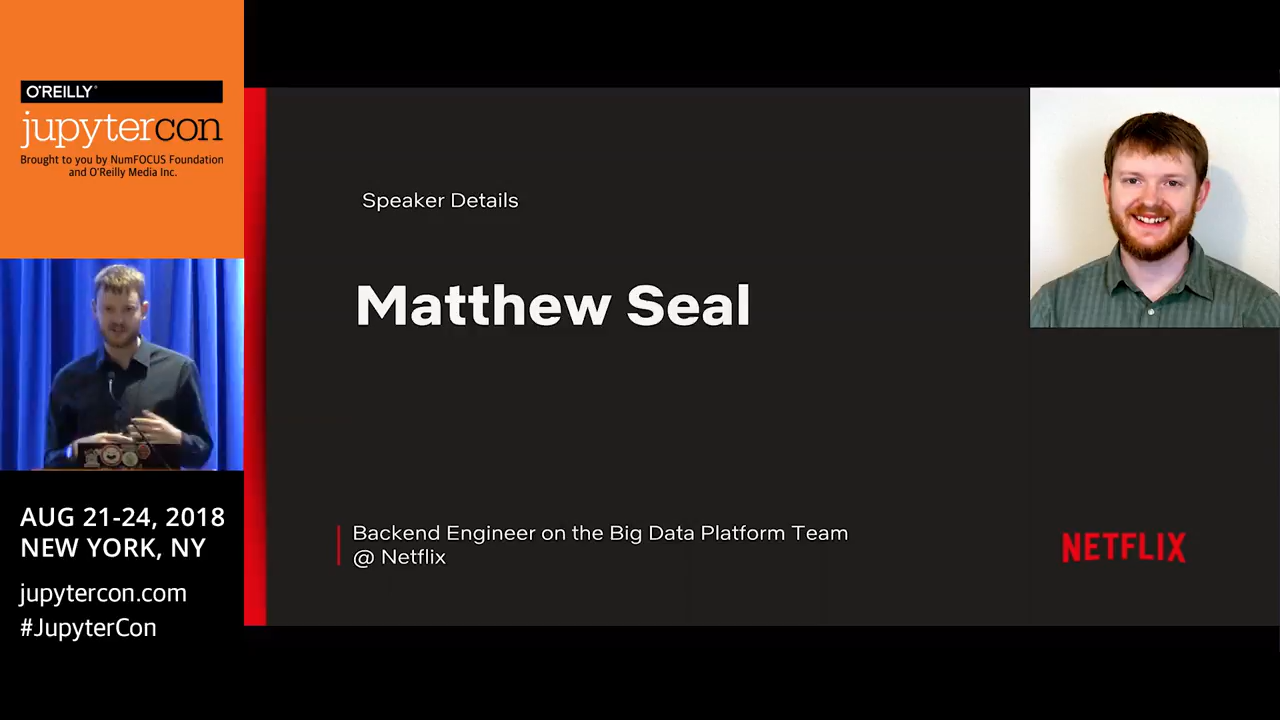 O'REILLY®
jupytercon
Brought to you by NumFOCUS Foundation
and O'Reilly Media Inc.
AUG 21-24, 2018
NEW YORK, NY
jupytercon.com
#JupyterCon
Speaker Details
Matthew Seal
Backend Engineer on the Big Data Platform Team
@ Netflix
NETFLIX